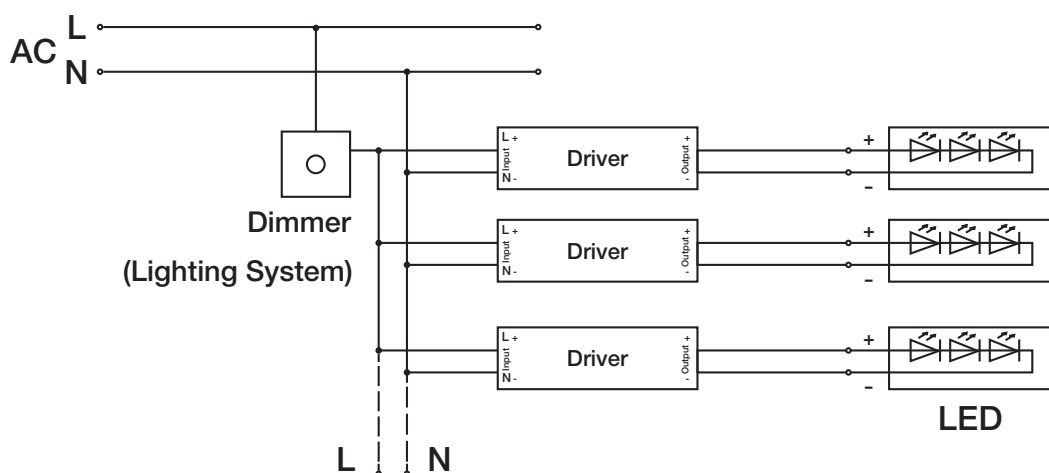 L
AC
N
L +
Input
N -
Driver
Output
+
-
+
-
Dimmer
(Lighting System)
L +
Input
N -
Driver
Output
+
-
+
-
L +
Input
N -
Driver
Output
+
-
+
-
LED
L N